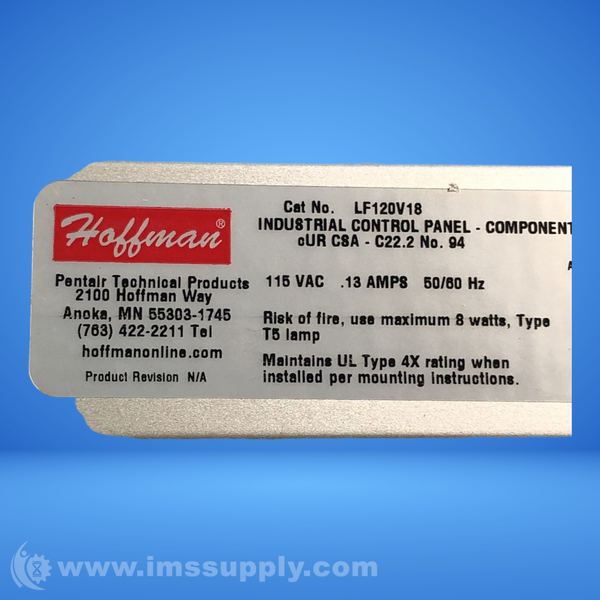 Hoffman®
Pentair Technical Products
2100 Hoffman Way
Anoka, MN 55303-1745
(763) 422-2211 Tel
hoffmanonline.com
Product Revision N/A
Cat No. LF120V18
INDUSTRIAL CONTROL PANEL - COMPONENT
cUR CSA - C22.2 No. 94
115 VAC .13 AMPS 50/60 Hz
Risk of fire, use maximum 8 watts, Type
T5 lamp
Maintains UL Type 4X rating when
installed per mounting instructions.
www.imssupply.com